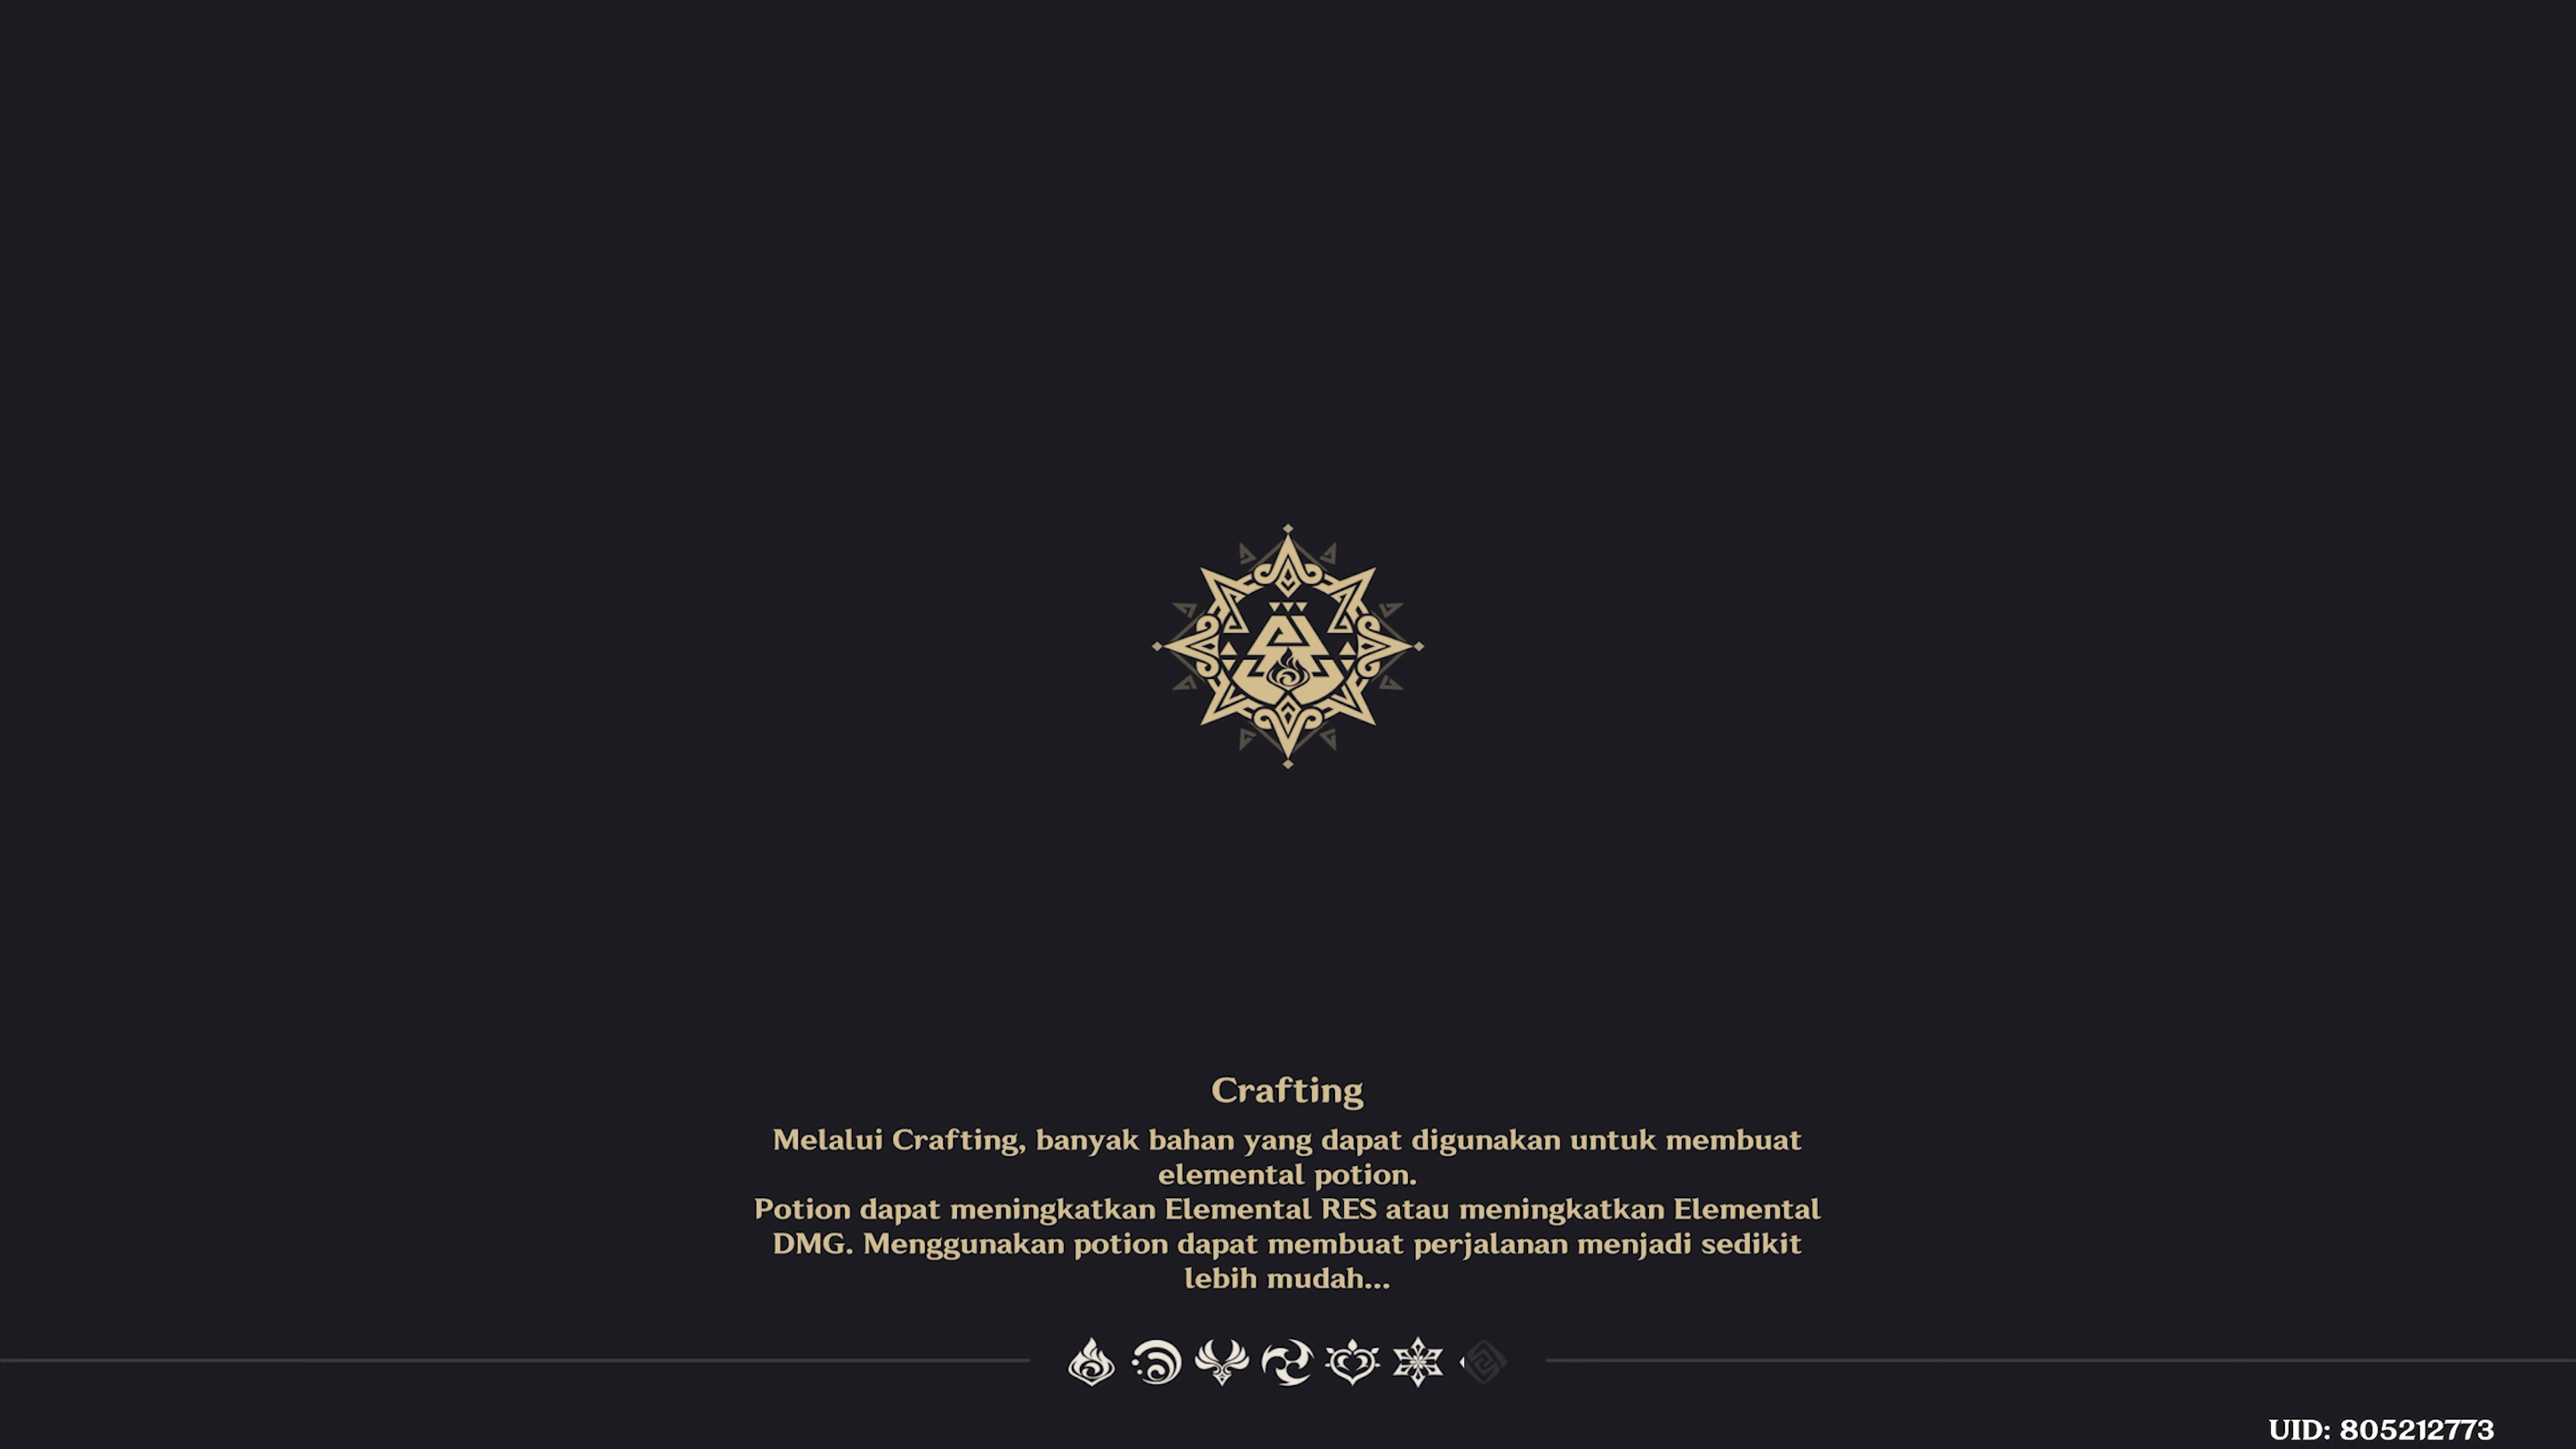 Crafting
Melalui Crafting, banyak bahan yang dapat digunakan untuk membuat
elemental potion.
Potion dapat meningkatkan Elemental RES atau meningkatkan Elemental
DMG. Menggunakan potion dapat membuat perjalanan menjadi sedikit
lebih mudah...
UID: 805212773